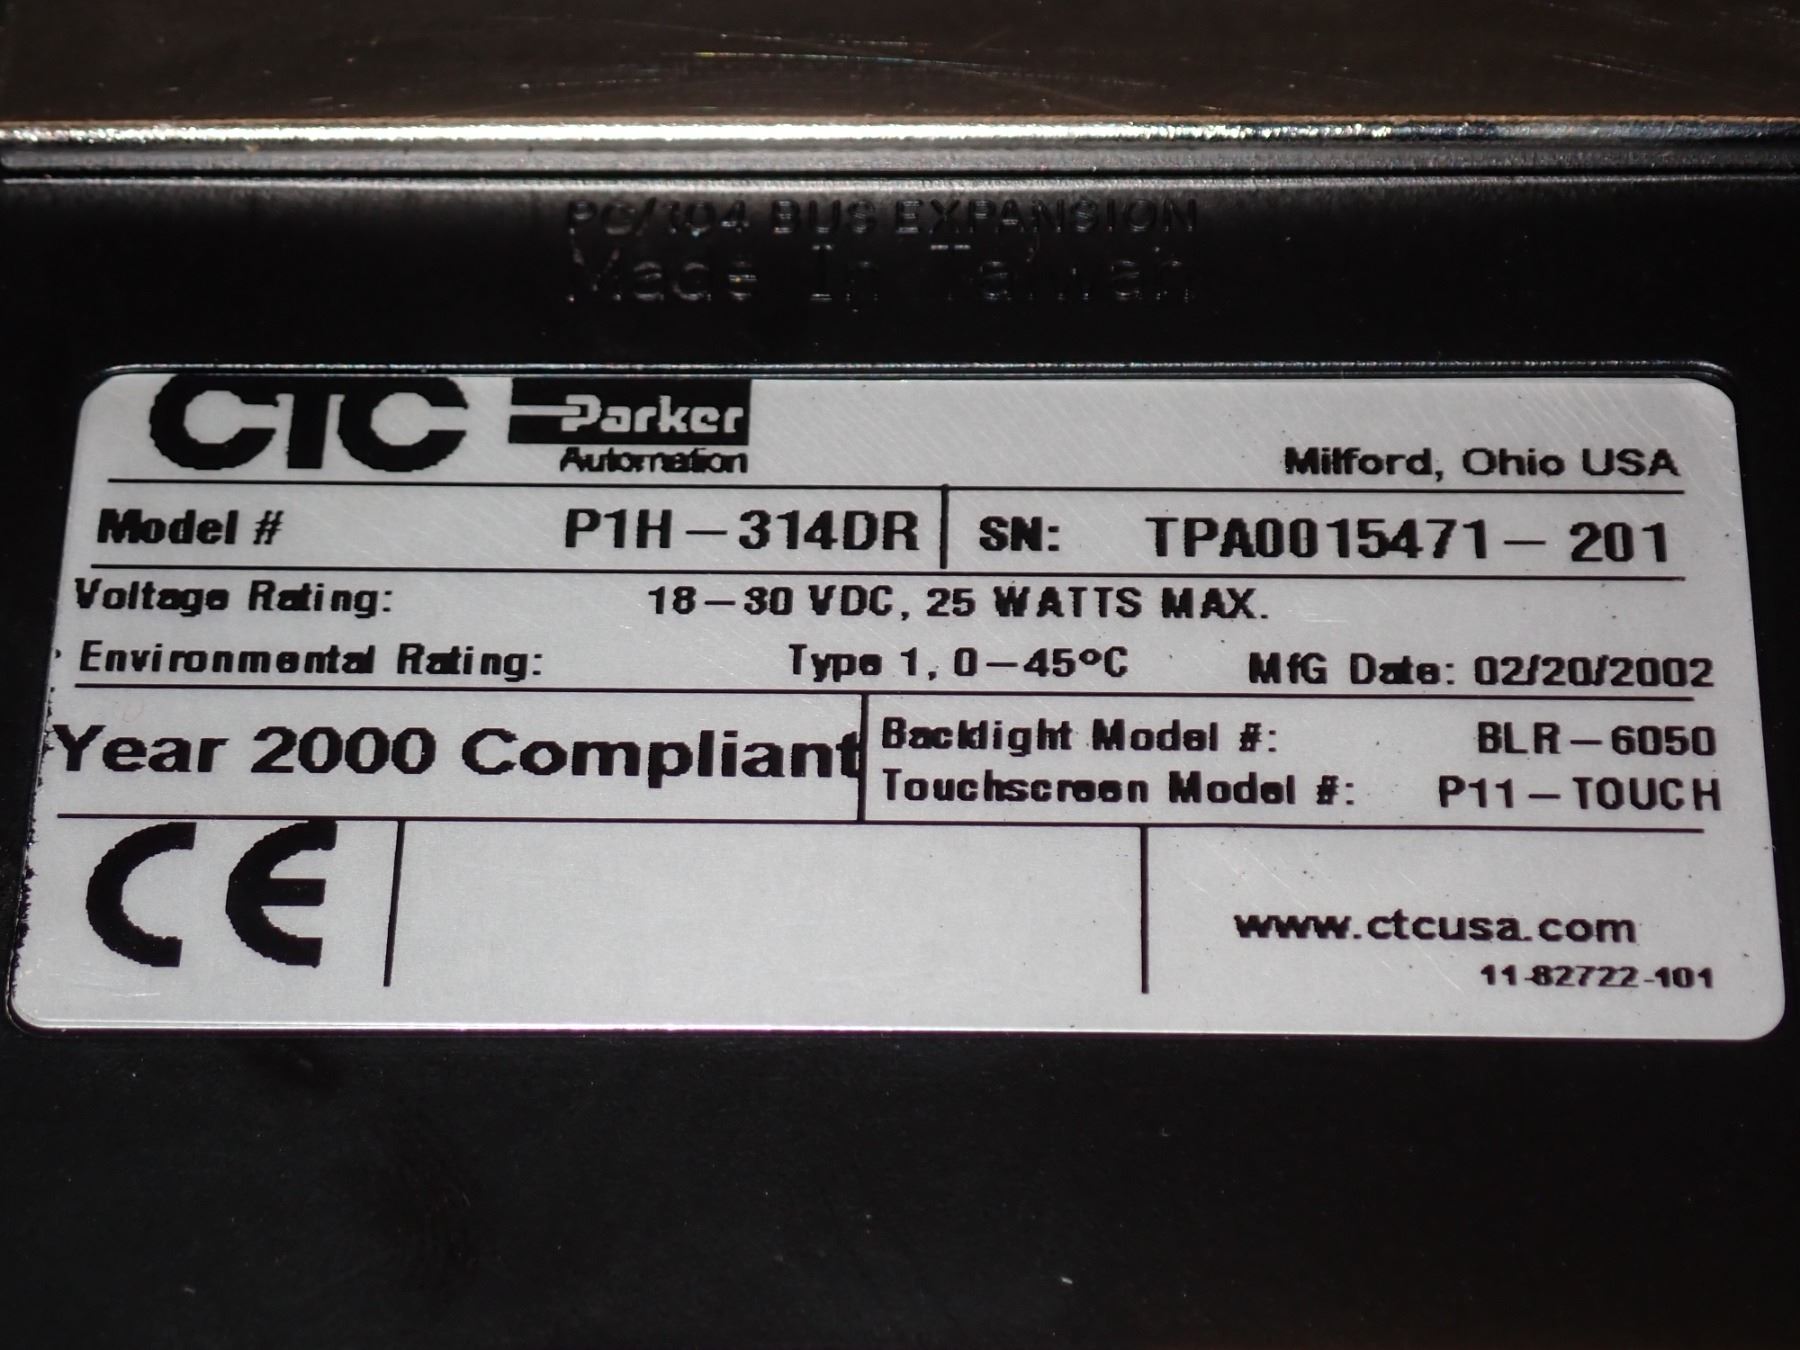 PC/104 BUS EXPANSION
Made In Taiwan
CTC Parker
Automation
Milford, Ohio USA
Model # P1H-314DR SN: TPA0015471-201
Voltage Rating: 18-30 VDC, 25 WATTS MAX.
Environmental Rating: Type 1, 0-45°C MfG Date: 02/20/2002
Year 2000 Compliant
Backlight Model #: BLR-6050
Touchscreen Model #: P11-TOUCH
CE
www.ctcusa.com
11-82722-101